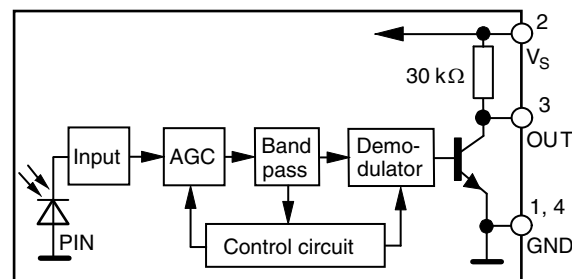 2
V_S
30 kΩ
3
OUT
Input
AGC
Band
pass
Demo-
dulator
1, 4
GND
PIN
Control circuit